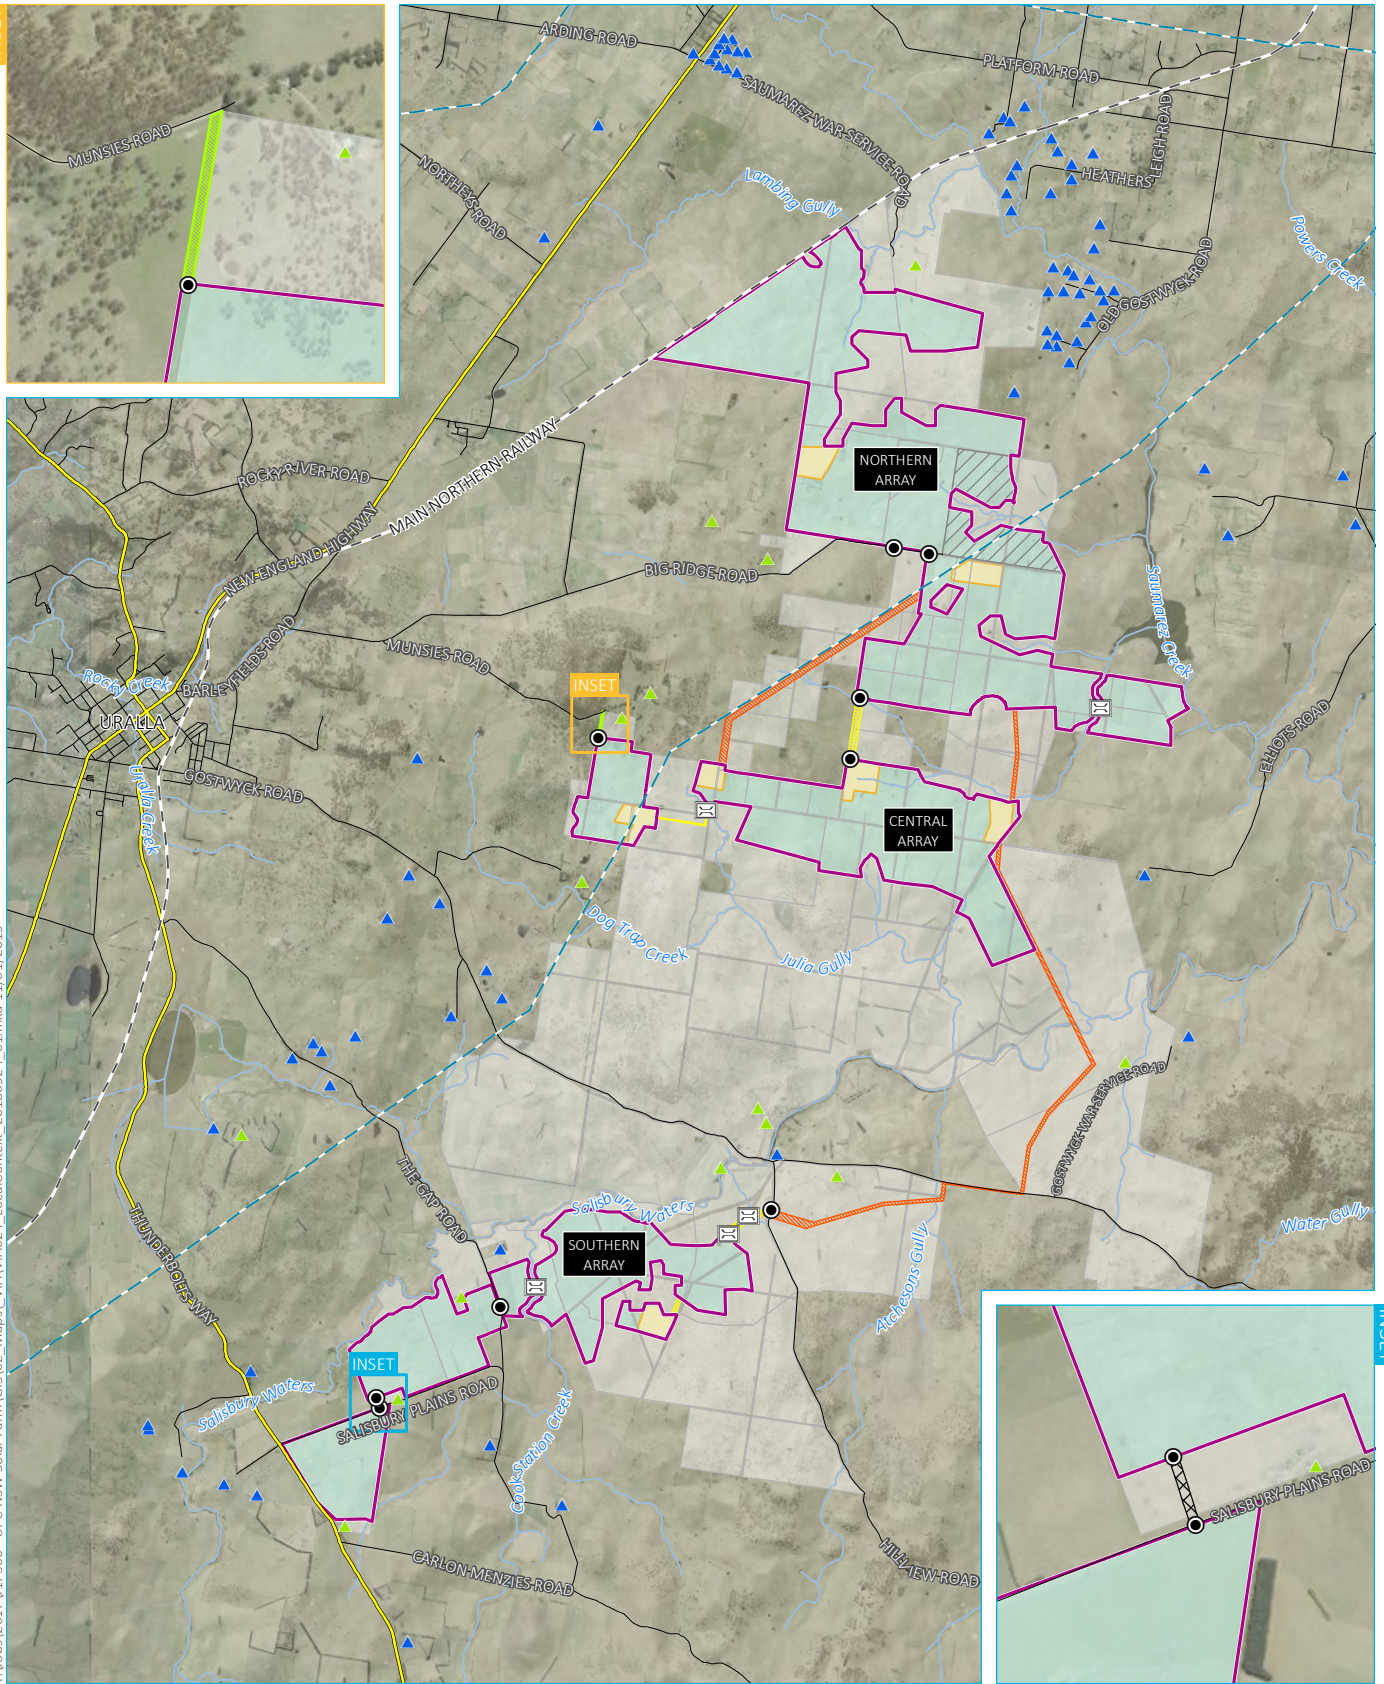 ARDING ROAD
PLATFORM ROAD
SAUMAREZ WAR SERVICE ROAD
LEIGH ROAD
HEATHERS
MUNSIES ROAD
NORTHEYS ROAD
Lambing Gully
Powers Creek
OLD GOSTWYCK ROAD
ROCKY RIVER ROAD
MAIN NORTHERN RAILWAY
NORTHERN
ARRAY
NEW ENGLAND HIGHWAY
BIG RIDGE ROAD
Saumarez Creek
BARLEYFIELDS ROAD
MUNSIES ROAD
Rocky Creek
INSET
URALLA
ELLIOTS ROAD
GOSTWYCK ROAD
Uralla Creek
CENTRAL
ARRAY
Dog Trap Creek
Julia Gully
GOSTWYCK WAR SERVICE ROAD
THE GAP ROAD
Salisbury Waters
Water Gully
THUNDERBOLTS WAY
SOUTHERN
ARRAY
Atchesons Gully
INSET
INSET
Salisbury Waters
SALISBURY PLAINS ROAD
Cook Station Creek
SALISBURY PLAINS ROAD
HILLVIEW ROAD
CARLON MENZIES ROAD